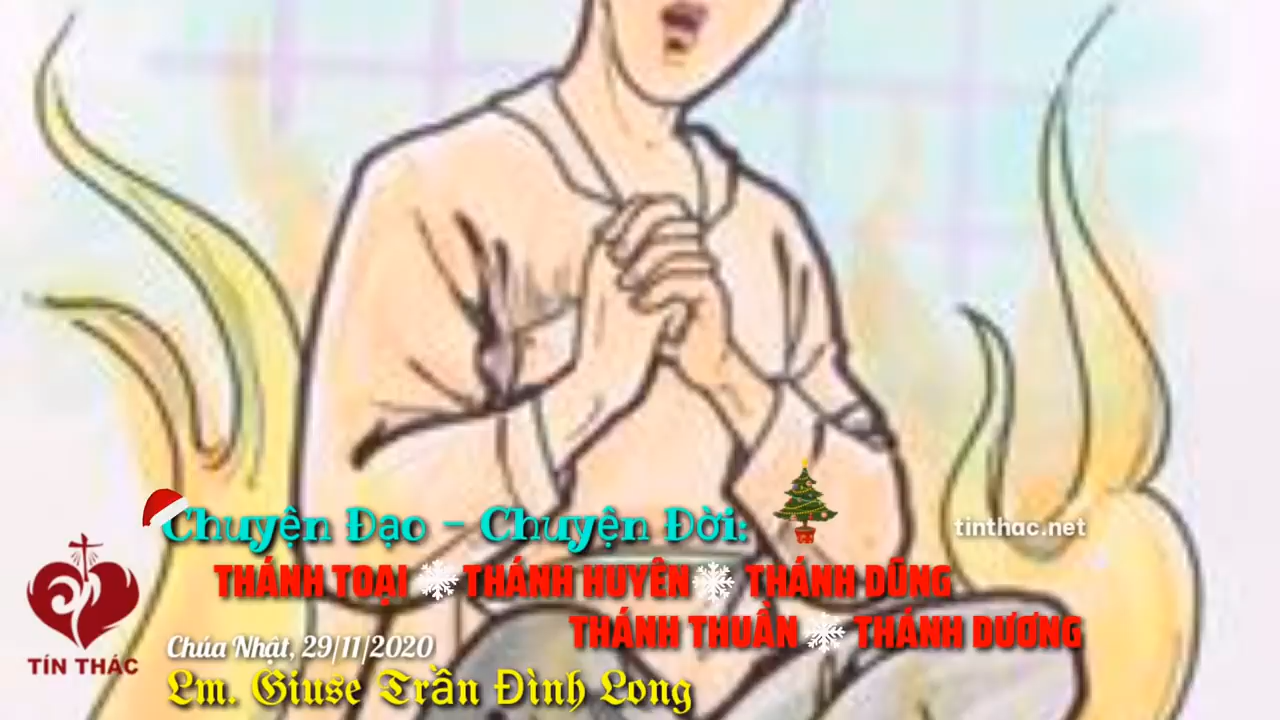 Chuyện Đạo - Chuyện Đời:
tinthac.net
THÁNH TOẠI THÁNH HUYÊN THÁNH DŨNG
THÁNH THUẦN THÁNH DƯƠNG
Chúa Nhật, 29/11/2020
TÍN THÁC
Lm. Giuse Trần Đình Long